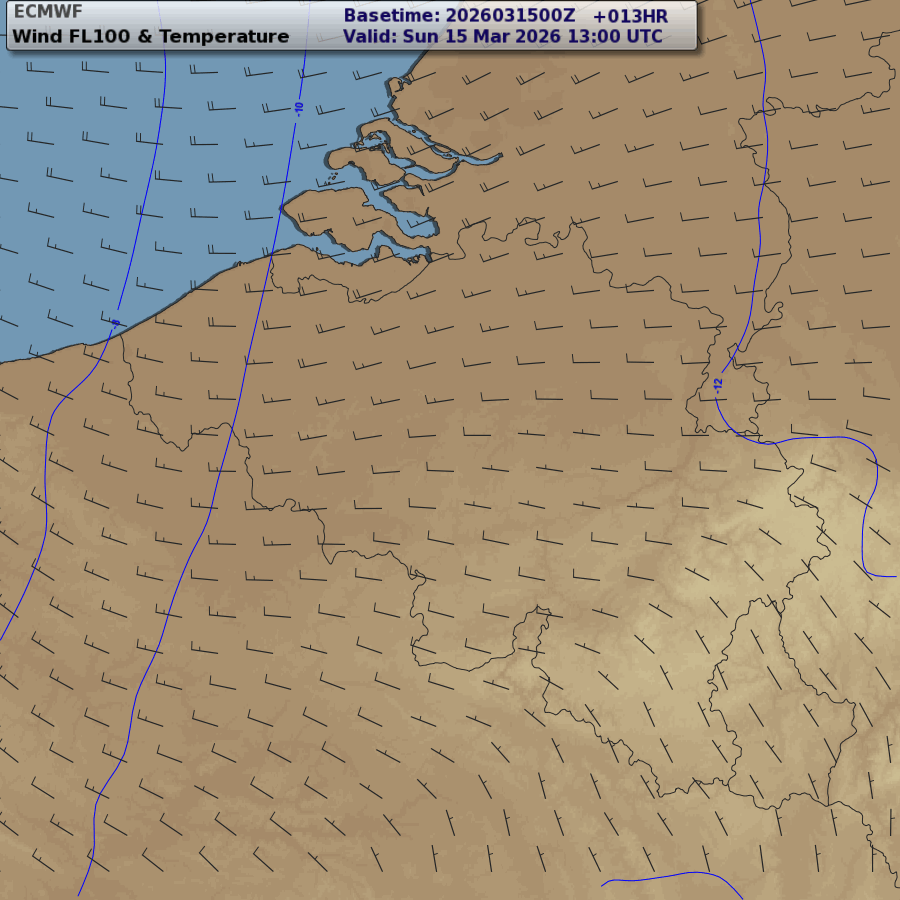 ECMWF
Wind FL100 & Temperature
Basetime: 2026031500Z +013HR
Valid: Sun 15 Mar 2026 13:00 UTC
-10
-8
-12